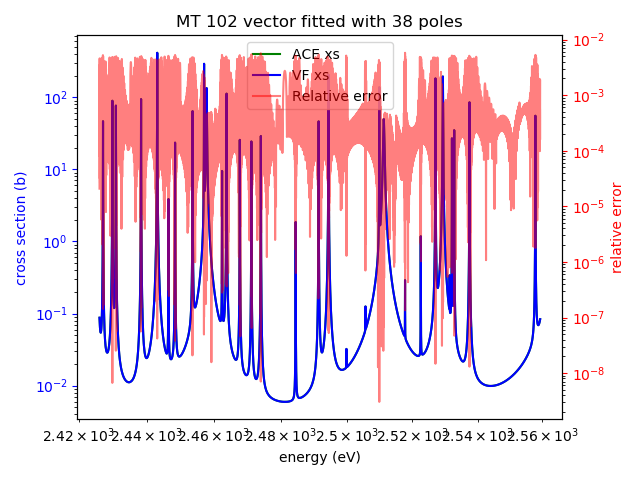 MT 102 vector fitted with 38 poles
ACE xs
VF xs
Relative error
cross section (b)
10²
10¹
10⁰
10⁻¹
10⁻²
relative error
10⁻²
10⁻³
10⁻⁴
10⁻⁵
10⁻⁶
10⁻⁷
10⁻⁸
2.42 × 10³ 2.44 × 10³ 2.46 × 10³ 2.48 × 10³ 2.5 × 10³ 2.52 × 10³ 2.54 × 10³ 2.56 × 10³
energy (eV)